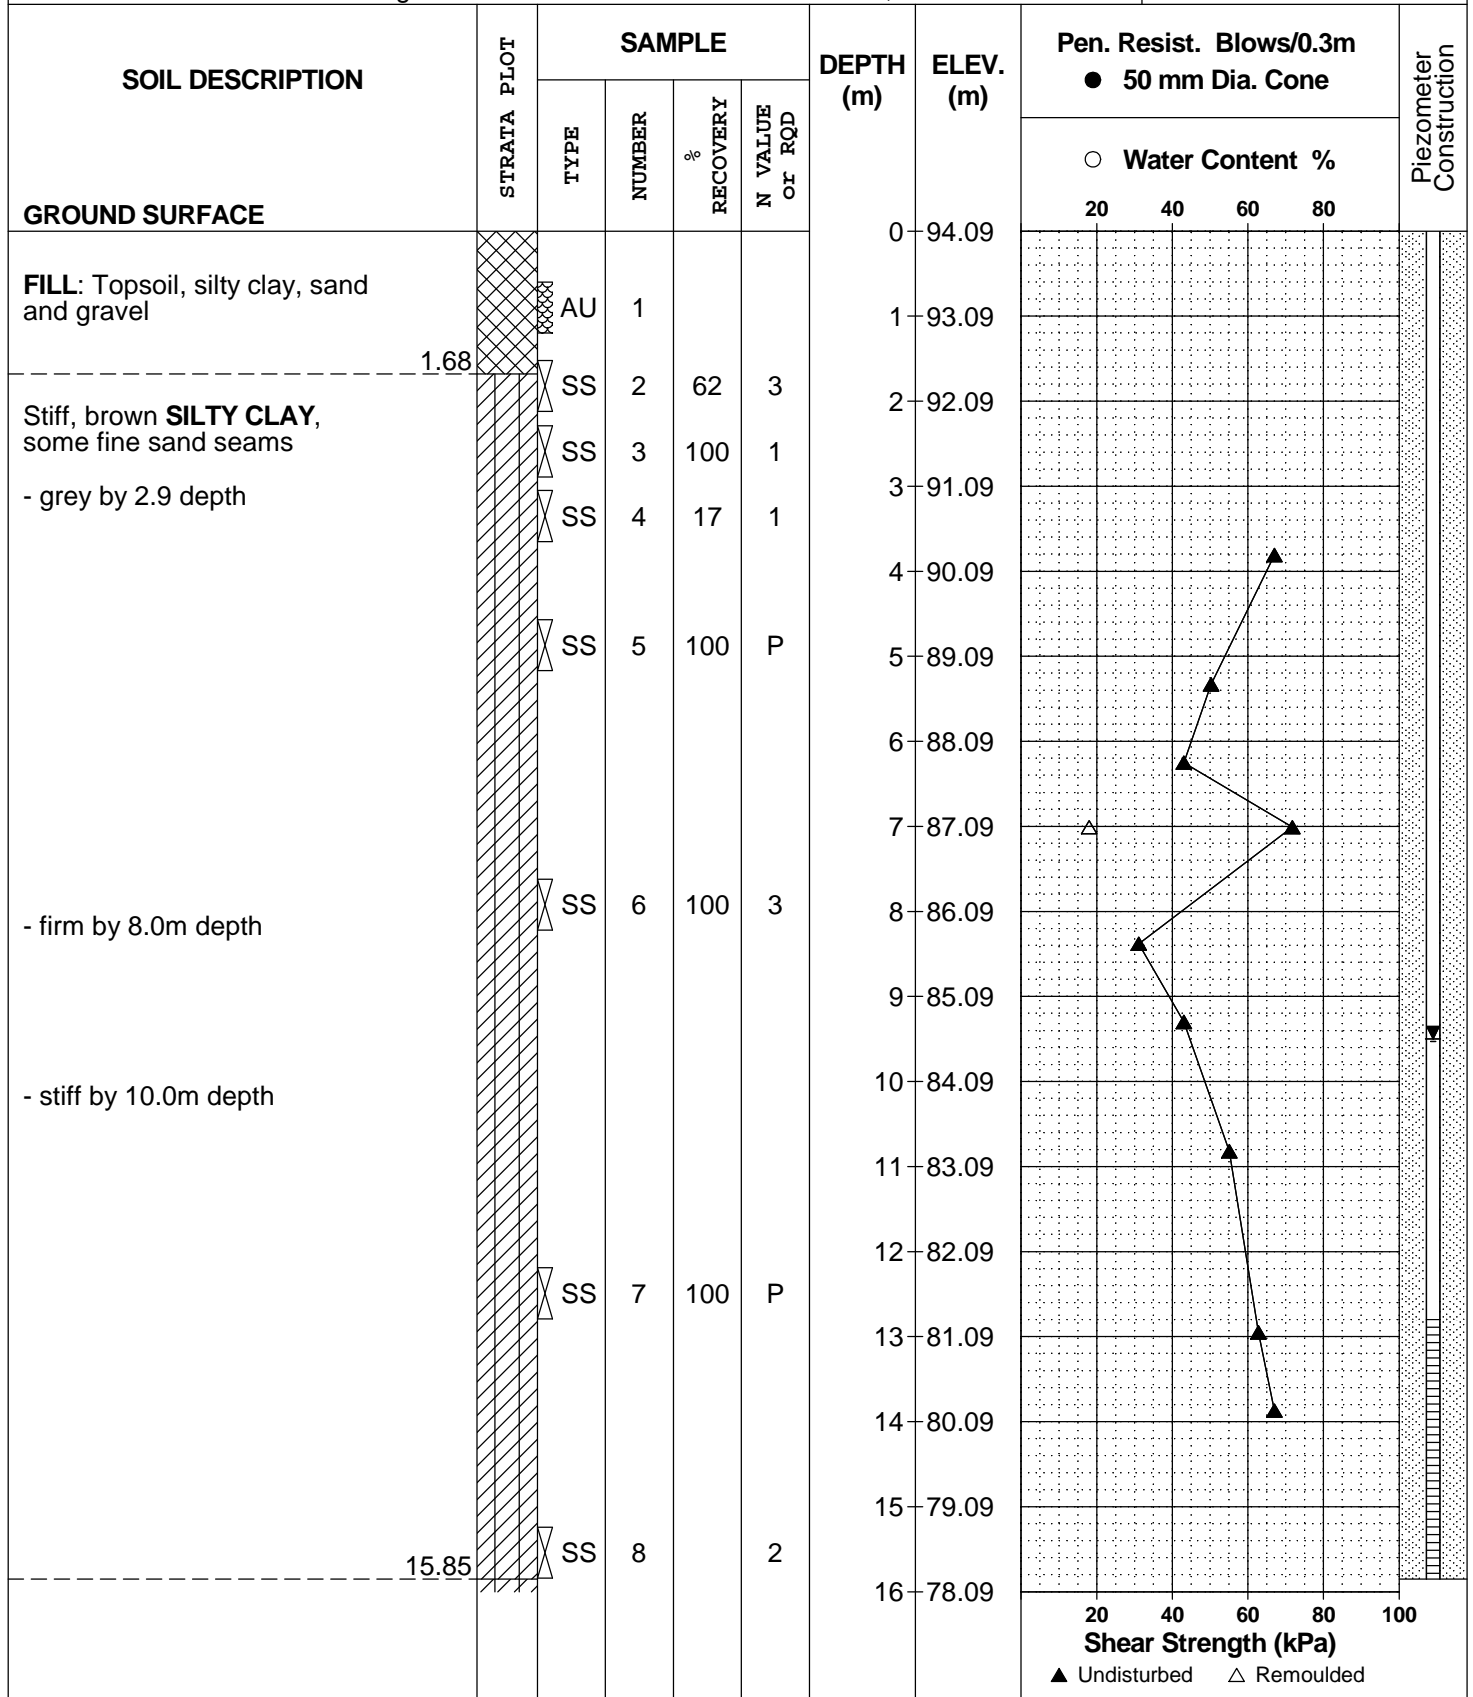 SOIL DESCRIPTION
GROUND SURFACE
STRATA PLOT
SAMPLE
TYPE
NUMBER
% RECOVERY
N VALUE or RQD
DEPTH (m)
ELEV. (m)
Pen. Resist. Blows/0.3m
● 50 mm Dia. Cone
○ Water Content %
20 40 60 80
Piezometer Construction
0 94.09
FILL: Topsoil, silty clay, sand
and gravel
AU 1
1 93.09
1.68
SS 2 62 3
2 92.09
Stiff, brown SILTY CLAY,
some fine sand seams
SS 3 100 1
- grey by 2.9 depth
3 91.09
SS 4 17 1
4 90.09
SS 5 100 P
5 89.09
6 88.09
7 87.09
SS 6 100 3
8 86.09
- firm by 8.0m depth
9 85.09
10 84.09
- stiff by 10.0m depth
11 83.09
12 82.09
SS 7 100 P
13 81.09
14 80.09
15 79.09
SS 8 2
15.85
16 78.09
20 40 60 80 100
Shear Strength (kPa)
▲ Undisturbed △ Remoulded